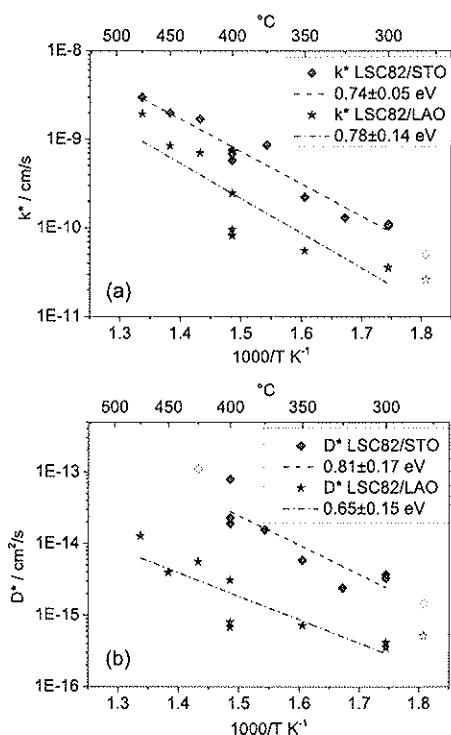 °C
500 450 400 350 300
1E-8
k* LSC82/STO
0.74±0.05 eV
k* LSC82/LAO
0.78±0.14 eV
1E-9
k* / cm/s
1E-10
(a)
1E-11
1.3 1.4 1.5 1.6 1.7 1.8
1000/T K⁻¹
°C
500 450 400 350 300
D* LSC82/STO
0.81±0.17 eV
D* LSC82/LAO
0.65±0.15 eV
1E-13
1E-14
D* / cm²/s
1E-15
(b)
1E-16
1.3 1.4 1.5 1.6 1.7 1.8
1000/T K⁻¹